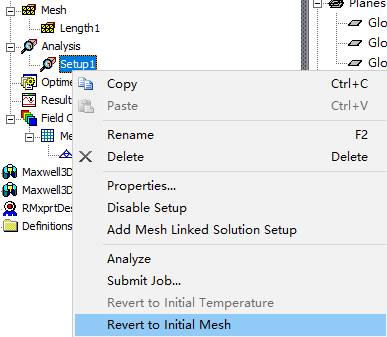 Mesh
Length1
Analysis
Setup1
Optime
Result
Field O
Me
Maxwell3D
Maxwell3D
RMxprtDes
Definitions
Copy Ctrl+C
Paste Ctrl+V
Rename F2
Delete Delete
Properties...
Disable Setup
Add Mesh Linked Solution Setup
Analyze
Submit Job...
Revert to Initial Temperature
Revert to Initial Mesh
Planes
Glo
Glo
Glo